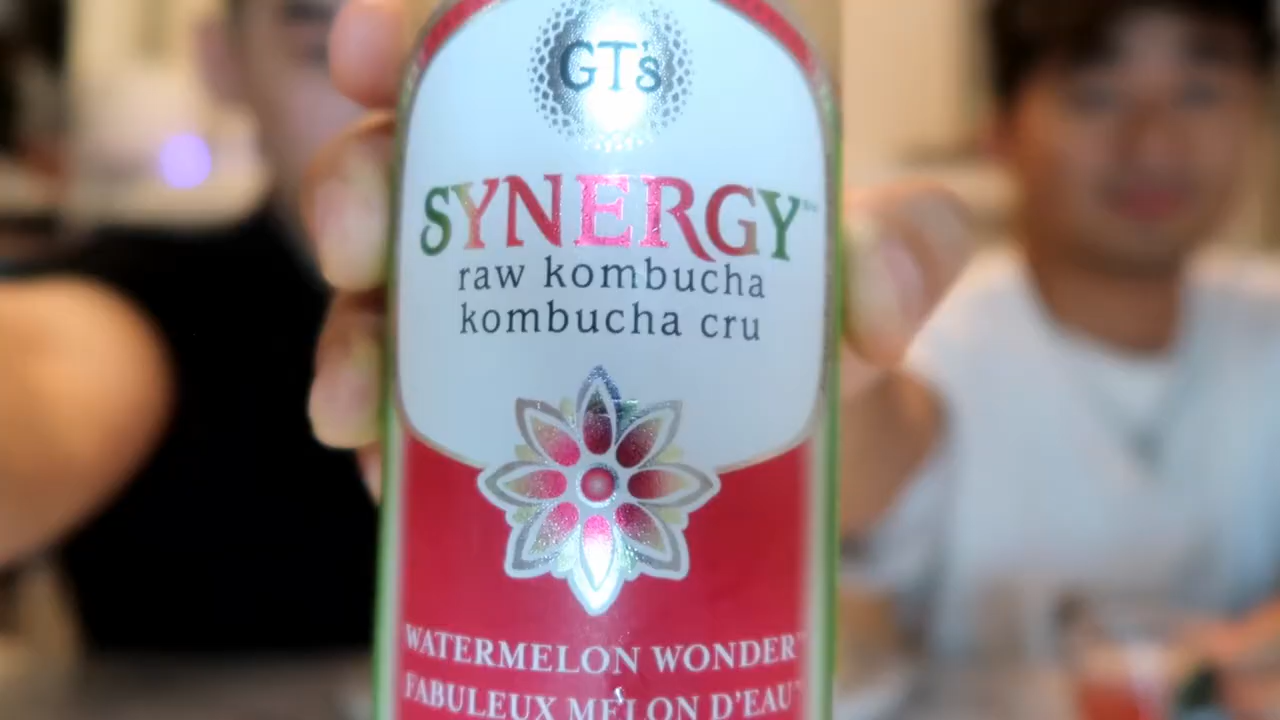 GT's
SYNERGY™
raw kombucha
kombucha cru
WATERMELON WONDER™
FABULEUX MELON D'EAU™